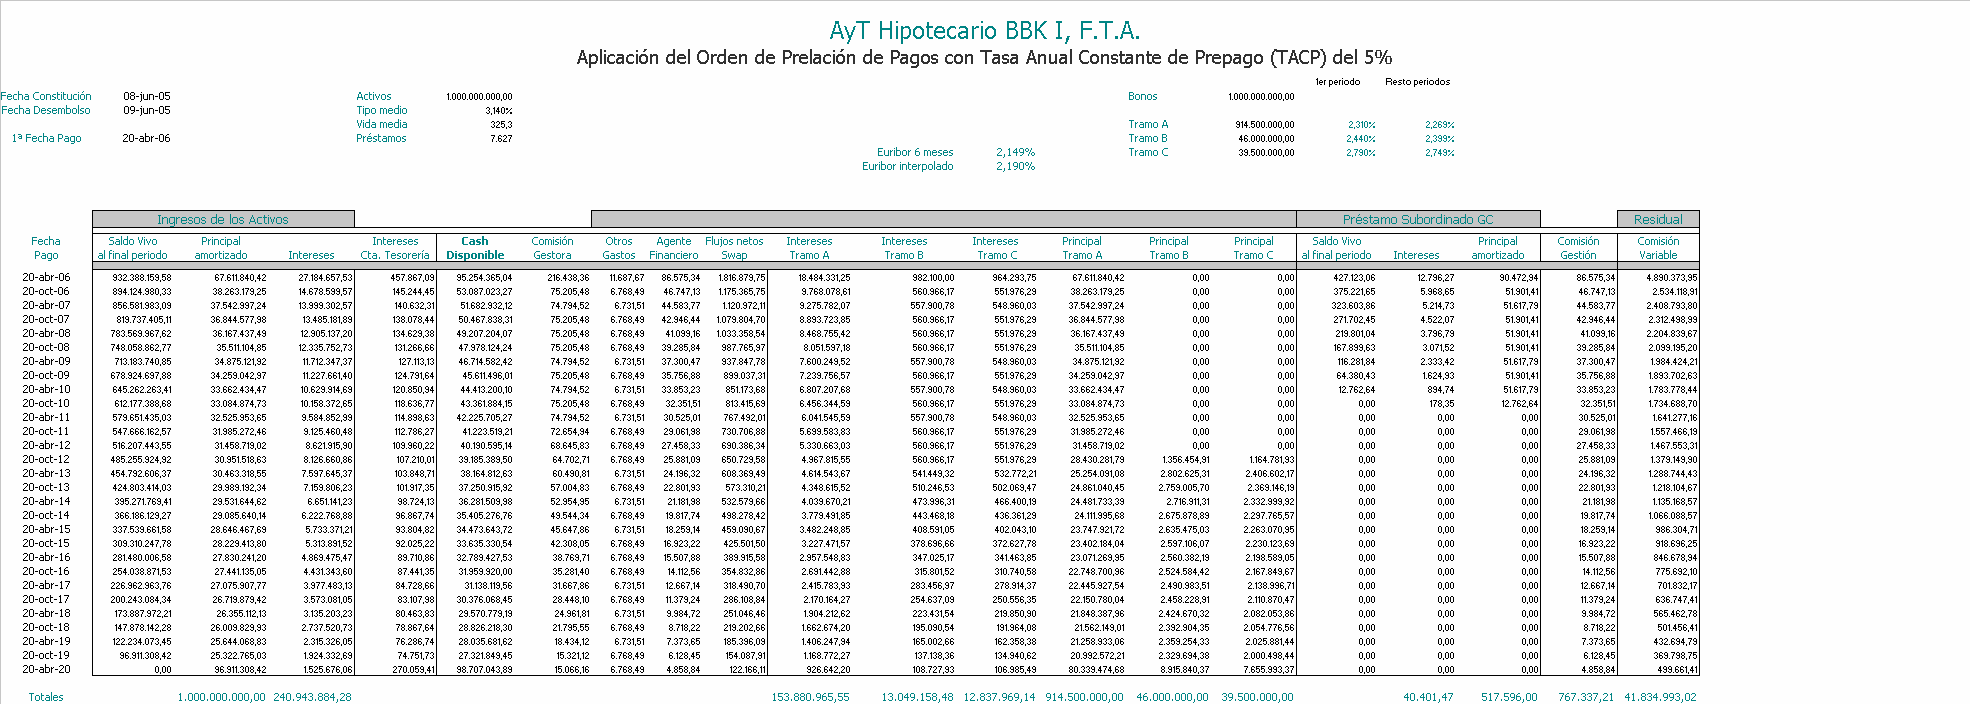 AyT Hipotecario BBK I, F.T.A.
Aplicación del Orden de Prelación de Pagos con Tasa Anual Constante de Prepago (TACP) del 5%
1er periodo Resto periodos
Fecha Constitución 08-jun-05 Activos 1.000.000.000,00 Bonos 1.000.000.000,00
Fecha Desembolso 09-jun-05 Tipo medio 3,140%
Vida media 325,3 Tramo A 914.500.000,00 2,310% 2,269%
1ª Fecha Pago 20-abr-06 Préstamos 7.627 Tramo B 46.000.000,00 2,440% 2,399%
Euribor 6 meses 2,149% Tramo C 39.500.000,00 2,790% 2,749%
Euribor interpolado 2,190%
Ingresos de los Activos Préstamo Subordinado GC Residual
Fecha Saldo Vivo Principal Intereses Cash Comisión Otros Agente Flujos netos Intereses Intereses Intereses Principal Principal Principal Saldo Vivo Principal Comisión Comisión
Pago al final periodo amortizado Intereses Cta. Tesorería Disponible Gestora Gastos Financiero Swap Tramo A Tramo B Tramo C Tramo A Tramo B Tramo C al final periodo Intereses amortizado Gestión Variable
20-abr-06 932.388.159,58 67.611.840,42 27.184.657,53 457.867,09 95.254.365,04 216.438,36 11.687,67 86.575,34 1.816.879,75 18.484.331,25 982.100,00 964.293,75 67.611.840,42 0,00 0,00 427.123,06 12.796,27 90.472,94 86.575,34 4.890.373,95
20-oct-06 894.124.980,33 38.263.179,25 14.678.599,57 145.244,45 53.087.023,27 75.205,48 6.768,49 46.747,13 1.175.365,75 9.768.078,61 560.966,17 551.976,29 38.263.179,25 0,00 0,00 375.221,65 5.968,65 51.901,41 46.747,13 2.534.118,91
20-abr-07 856.581.983,09 37.542.997,24 13.999.302,57 140.632,31 51.682.932,12 74.794,52 6.731,51 44.583,77 1.120.972,11 9.275.782,07 557.900,78 548.960,03 37.542.997,24 0,00 0,00 323.603,86 5.214,73 51.617,79 44.583,77 2.408.793,80
20-oct-07 819.737.405,11 36.844.577,98 13.485.181,89 138.078,44 50.467.838,31 75.205,48 6.768,49 42.946,44 1.079.804,70 8.893.723,85 560.966,17 551.976,29 36.844.577,98 0,00 0,00 271.702,45 4.522,07 51.901,41 42.946,44 2.312.498,99
20-abr-08 783.569.967,62 36.167.437,49 12.905.137,20 134.629,38 49.207.204,07 75.205,48 6.768,49 41.099,16 1.033.358,54 8.468.755,42 560.966,17 551.976,29 36.167.437,49 0,00 0,00 219.801,04 3.796,79 51.901,41 41.099,16 2.204.839,67
20-oct-08 748.058.862,77 35.511.104,85 12.335.752,73 131.266,66 47.978.124,24 75.205,48 6.768,49 39.285,84 987.765,97 8.051.597,18 560.966,17 551.976,29 35.511.104,85 0,00 0,00 167.899,63 3.071,52 51.901,41 39.285,84 2.099.195,20
20-abr-09 713.183.740,85 34.875.121,92 11.712.347,37 127.113,13 46.714.582,42 74.794,52 6.731,51 37.300,47 937.847,78 7.600.249,52 557.900,78 548.960,03 34.875.121,92 0,00 0,00 116.281,84 2.333,42 51.617,79 37.300,47 1.984.424,21
20-oct-09 678.924.697,88 34.259.042,97 11.227.661,40 124.791,64 45.611.496,01 75.205,48 6.768,49 35.756,88 899.037,31 7.239.756,57 560.966,17 551.976,29 34.259.042,97 0,00 0,00 64.380,43 1.624,93 51.901,41 35.756,88 1.893.702,63
20-abr-10 645.262.263,41 33.662.434,47 10.629.914,69 120.850,94 44.413.200,10 74.794,52 6.731,51 33.853,23 851.173,68 6.807.207,68 557.900,78 548.960,03 33.662.434,47 0,00 0,00 12.762,64 894,74 51.617,79 33.853,23 1.783.778,44
20-oct-10 612.177.388,68 33.084.874,73 10.158.372,65 118.636,77 43.361.884,15 75.205,48 6.768,49 32.351,51 813.415,69 6.456.344,59 560.966,17 551.976,29 33.084.874,73 0,00 0,00 0,00 178,35 12.762,64 32.351,51 1.734.688,70
20-abr-11 579.651.435,03 32.525.953,65 9.584.852,99 114.898,63 42.225.705,27 74.794,52 6.731,51 30.525,01 767.492,01 6.041.545,59 557.900,78 548.960,03 32.525.953,65 0,00 0,00 0,00 0,00 0,00 30.525,01 1.641.277,16
20-oct-11 547.666.162,57 31.985.272,46 9.125.460,48 112.786,27 41.223.519,21 72.654,94 6.768,49 29.061,98 730.706,88 5.699.583,83 560.966,17 551.976,29 31.985.272,46 0,00 0,00 0,00 0,00 0,00 29.061,98 1.557.466,19
20-abr-12 516.207.443,55 31.458.719,02 8.621.915,90 109.960,22 40.190.595,14 68.645,83 6.768,49 27.458,33 690.386,34 5.330.663,03 560.966,17 551.976,29 31.458.719,02 0,00 0,00 0,00 0,00 0,00 27.458,33 1.467.553,31
20-oct-12 485.255.924,92 30.951.518,63 8.126.660,86 107.210,01 39.185.389,50 64.702,71 6.768,49 25.881,09 650.729,58 4.967.815,55 560.966,17 551.976,29 28.430.281,79 1.356.454,91 1.164.781,93 0,00 0,00 0,00 25.881,09 1.379.149,90
20-abr-13 454.792.606,37 30.463.318,55 7.597.645,37 103.848,71 38.164.812,63 60.490,81 6.731,51 24.196,32 608.369,49 4.614.543,57 541.449,32 532.772,21 25.254.091,08 2.802.625,31 2.406.602,17 0,00 0,00 0,00 24.196,32 1.288.744,43
20-oct-13 424.803.414,03 29.989.192,34 7.159.806,23 101.917,35 37.250.915,92 57.004,83 6.768,49 22.801,93 573.310,21 4.348.615,52 510.246,53 502.069,47 24.861.040,45 2.759.005,70 2.369.146,19 0,00 0,00 0,00 22.801,93 1.218.104,67
20-abr-14 395.271.769,41 29.531.644,62 6.651.141,23 98.724,13 36.281.509,98 52.954,95 6.731,51 21.181,98 532.579,66 4.039.670,21 473.996,31 466.400,19 24.481.733,39 2.716.911,31 2.332.999,92 0,00 0,00 0,00 21.181,98 1.135.168,57
20-oct-14 366.186.129,27 29.085.640,14 6.222.768,88 96.867,74 35.405.276,76 49.544,34 6.768,49 19.817,74 498.278,42 3.779.491,85 443.468,18 436.361,29 24.111.995,68 2.675.878,89 2.297.765,57 0,00 0,00 0,00 19.817,74 1.066.088,57
20-abr-15 337.539.661,58 28.646.467,69 5.733.371,21 93.804,82 34.473.643,72 45.647,86 6.731,51 18.259,14 459.090,67 3.482.248,85 408.591,05 402.043,10 23.747.921,72 2.635.475,03 2.263.070,95 0,00 0,00 0,00 18.259,14 986.304,71
20-oct-15 309.310.247,78 28.229.413,80 5.313.891,52 92.025,22 33.635.330,54 42.308,05 6.768,49 16.923,22 425.501,50 3.227.471,57 378.696,66 372.627,78 23.402.184,04 2.597.106,07 2.230.123,69 0,00 0,00 0,00 16.923,22 918.696,25
20-abr-16 281.480.006,58 27.830.241,20 4.869.475,47 89.710,86 32.789.427,53 38.769,71 6.768,49 15.507,88 389.915,58 2.957.548,83 347.025,17 341.463,85 23.071.269,95 2.560.382,19 2.198.589,05 0,00 0,00 0,00 15.507,88 846.678,94
20-oct-16 254.038.871,53 27.441.135,05 4.431.343,60 87.441,35 31.959.920,00 35.281,40 6.768,49 14.112,56 354.832,86 2.691.442,88 315.801,52 310.740,58 22.748.700,96 2.524.584,42 2.167.849,67 0,00 0,00 0,00 14.112,56 775.692,10
20-abr-17 226.962.963,76 27.075.907,77 3.977.483,13 84.728,66 31.138.119,56 31.667,86 6.731,51 12.667,14 318.490,70 2.415.783,93 283.456,97 278.914,37 22.445.927,54 2.490.983,51 2.138.996,71 0,00 0,00 0,00 12.667,14 701.832,17
20-oct-17 200.243.084,34 26.719.879,42 3.573.081,05 83.107,98 30.376.068,45 28.448,10 6.768,49 11.379,24 286.108,84 2.170.164,27 254.637,09 250.556,35 22.150.780,04 2.458.228,91 2.110.870,47 0,00 0,00 0,00 11.379,24 636.747,41
20-abr-18 173.887.972,21 26.355.112,13 3.135.203,23 80.463,83 29.570.779,19 24.961,81 6.731,51 9.984,72 251.046,46 1.904.212,62 223.431,54 219.850,90 21.848.387,96 2.424.670,32 2.082.053,86 0,00 0,00 0,00 9.984,72 565.462,78
20-oct-18 147.878.142,28 26.009.829,93 2.737.520,73 78.867,64 28.826.218,30 21.795,55 6.768,49 8.718,22 219.202,66 1.662.674,20 195.090,54 191.964,08 21.562.149,01 2.392.904,35 2.054.776,56 0,00 0,00 0,00 8.718,22 501.456,41
20-abr-19 122.234.073,45 25.644.068,83 2.315.326,05 76.286,74 28.035.681,62 18.434,12 6.731,51 7.373,65 185.396,09 1.406.247,94 165.002,66 162.358,38 21.258.933,06 2.359.254,33 2.025.881,44 0,00 0,00 0,00 7.373,65 432.694,79
20-oct-19 96.911.308,42 25.322.765,03 1.924.332,69 74.751,73 27.321.849,45 15.321,12 6.768,49 6.128,45 154.087,91 1.168.772,27 137.138,36 134.940,62 20.992.572,21 2.329.694,38 2.000.498,44 0,00 0,00 0,00 6.128,45 369.798,75
20-abr-20 0,00 96.911.308,42 1.525.676,06 270.059,41 98.707.043,89 15.066,16 6.768,49 4.858,84 122.166,11 926.642,20 108.727,93 106.985,49 80.339.474,68 8.915.840,37 7.655.993,37 0,00 0,00 0,00 4.858,84 499.661,41
Totales 1.000.000.000,00 240.943.884,28 153.880.965,55 13.049.158,48 12.837.969,14 914.500.000,00 46.000.000,00 39.500.000,00 40.401,47 517.596,00 767.337,21 41.834.993,02